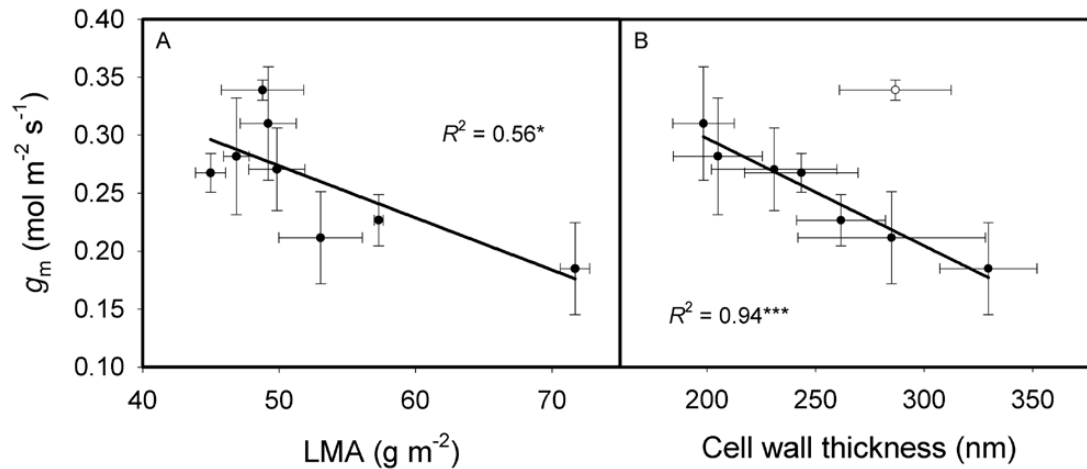 A
B
0.40
0.35
0.30
0.25
0.20
0.15
0.10
gm (mol m⁻² s⁻¹)
R² = 0.56*
R² = 0.94***
40
50
60
70
200
250
300
350
LMA (g m⁻²)
Cell wall thickness (nm)